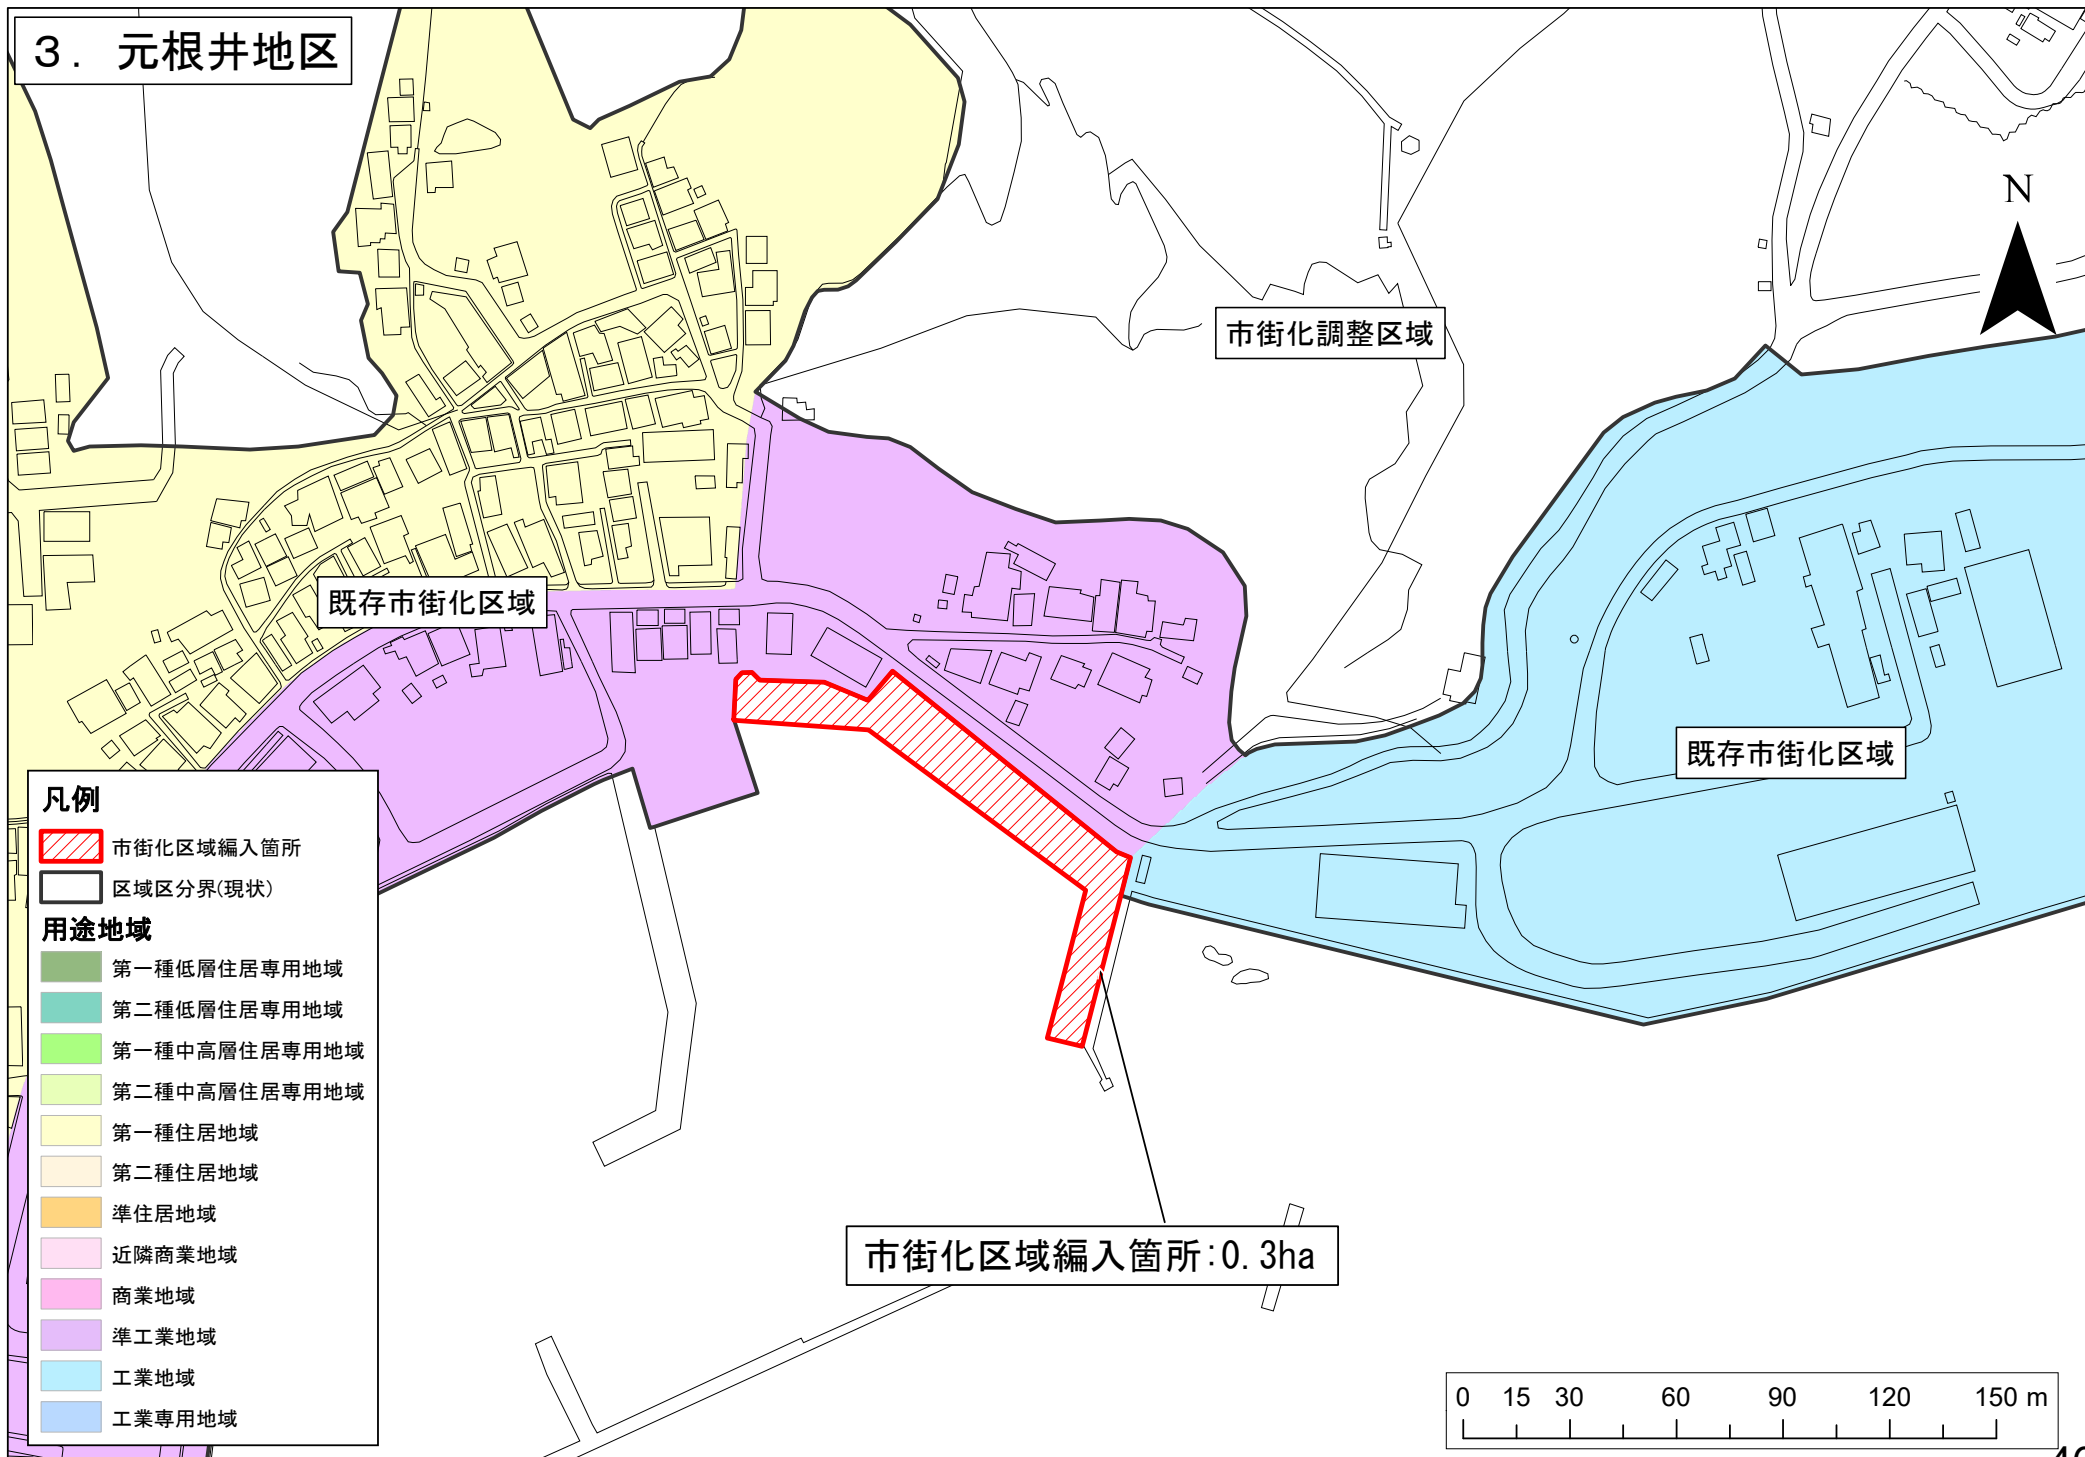 ３．元根井地区
N
市街化調整区域
既存市街化区域
既存市街化区域
凡例
市街化区域編入箇所
区域区分界(現状)
用途地域
第一種低層住居専用地域
第二種低層住居専用地域
第一種中高層住居専用地域
第二種中高層住居専用地域
第一種住居地域
第二種住居地域
準住居地域
近隣商業地域
商業地域
準工業地域
工業地域
工業専用地域
市街化区域編入箇所:0.3ha
0 15 30 60 90 120 150 m